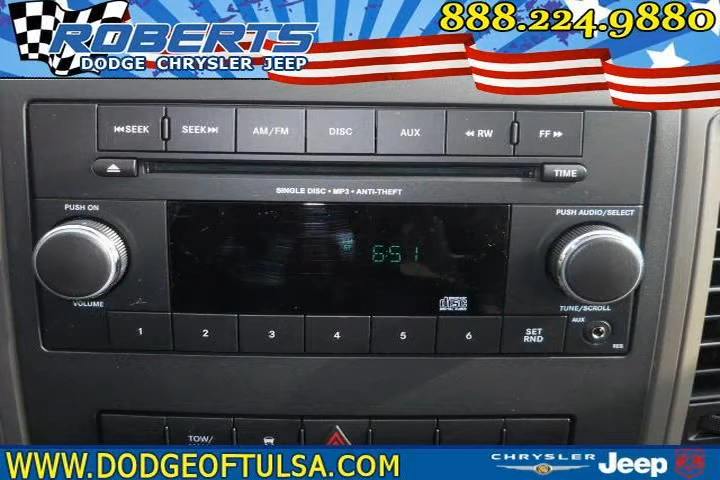 ROBERTS
DODGE CHRYSLER JEEP
888.224.9880
SEEK SEEK AM/FM DISC AUX RW FF
TIME
SINGLE DISC • MP3 • ANTI-THEFT
PUSH ON
PUSH AUDIO/SELECT
6:51
VOLUME
TUNE/SCROLL
AUX
1 2 3 4 5 6 SET RND
TOW/
WWW.DODGEOFTULSA.COM
CHRYSLER Jeep